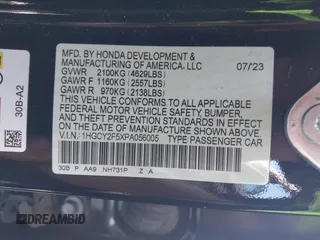 MFD. BY HONDA DEVELOPMENT &
MANUFACTURING OF AMERICA, LLC 07/23
GVWR 2100KG (4629LBS)
GAWR F 1160KG (2557LBS)
GAWR R 970KG (2138LBS)
THIS VEHICLE CONFORMS TO ALL APPLICABLE
FEDERAL MOTOR VEHICLE SAFETY, BUMPER,
AND THEFT PREVENTION STANDARDS IN
EFFECT ON THE DATE OF MANUFACTURE
SHOWN ABOVE.
V.I.N.: 1HGCY2F5XPA056005 TYPE:PASSENGER CAR
30B P AA9 NH731P Z A
30B-A2
DREAMBID